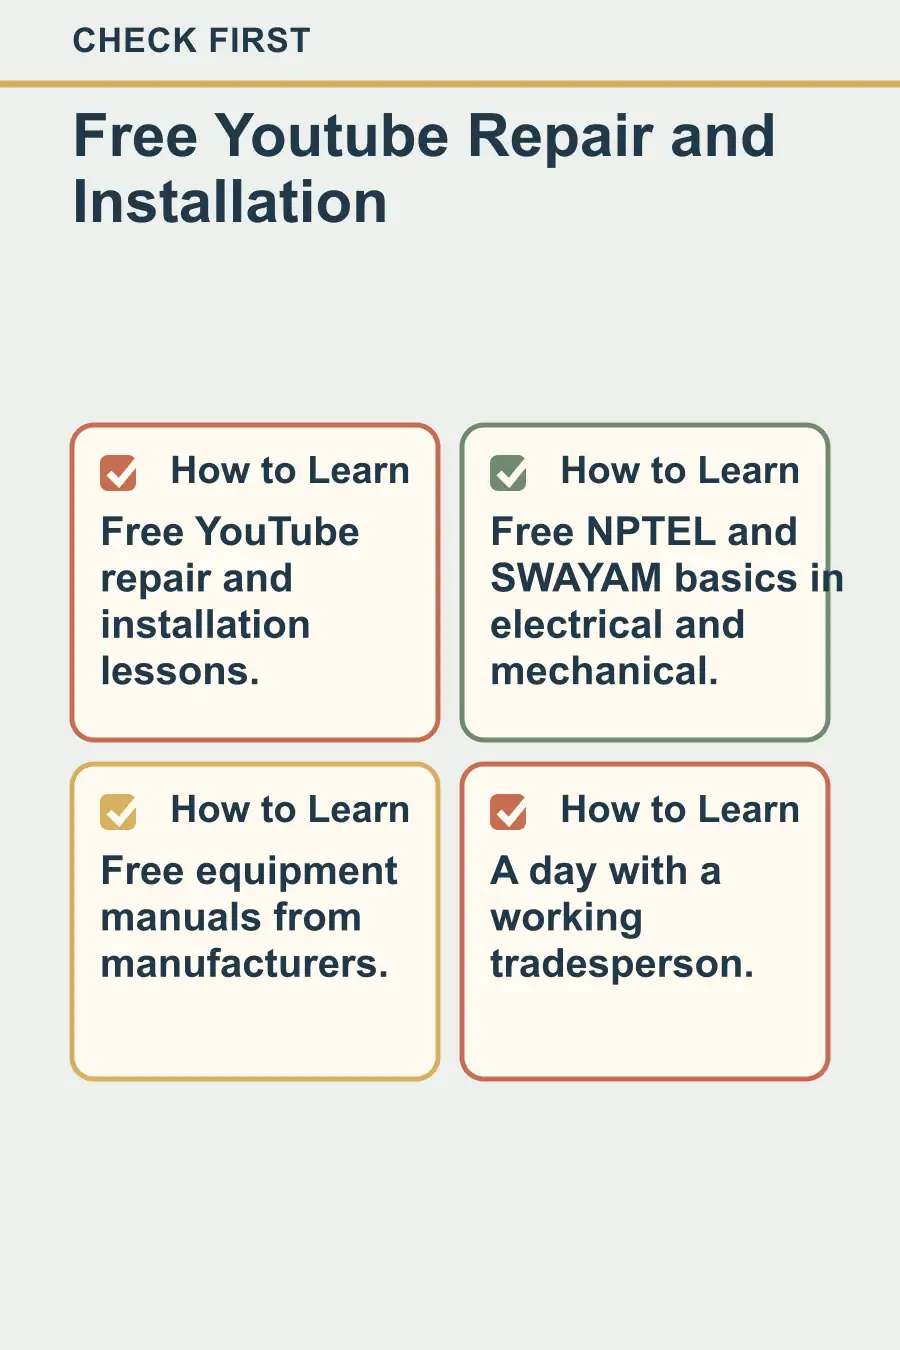 CHECK FIRST
Free Youtube Repair and
Installation
How to Learn
Free YouTube
repair and
installation
lessons.
How to Learn
Free NPTEL and
SWAYAM basics in
electrical and
mechanical.
How to Learn
Free equipment
manuals from
manufacturers.
How to Learn
A day with a
working
tradesperson.